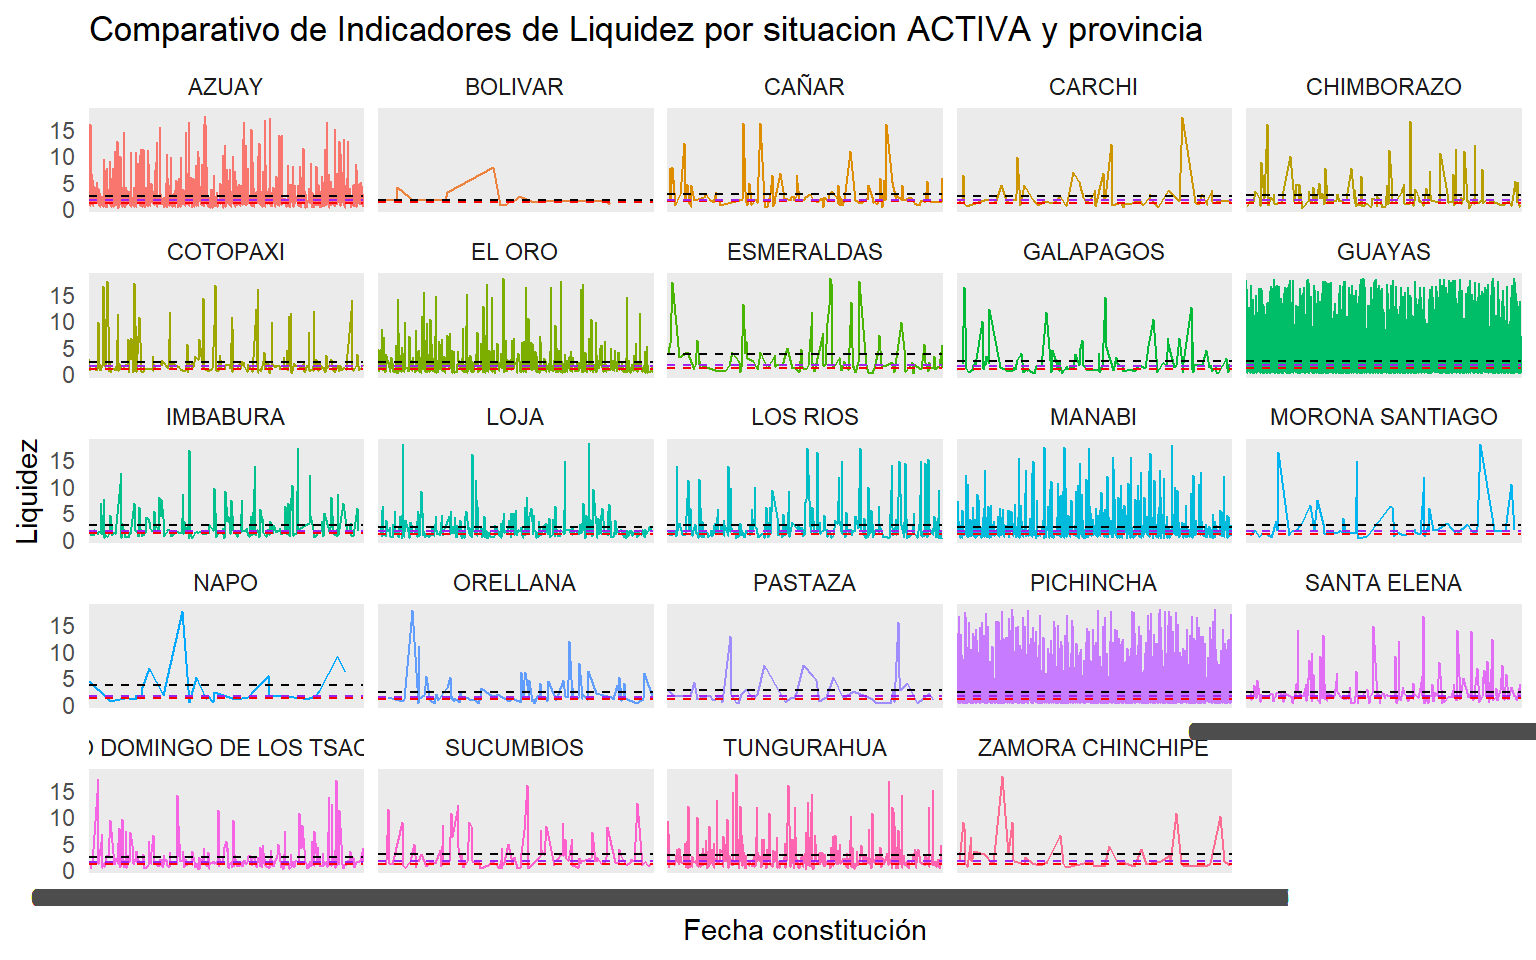 Comparativo de Indicadores de Liquidez por situacion ACTIVA y provincia
AZUAY BOLIVAR CAÑAR CARCHI CHIMBORAZO
15
10
5
0
COTOPAXI EL ORO ESMERALDAS GALAPAGOS GUAYAS
15
10
5
0
IMBABURA LOJA LOS RIOS MANABI MORONA SANTIAGO
15
10
5
0
Liquidez
NAPO ORELLANA PASTAZA PICHINCHA SANTA ELENA
15
10
5
0
DOMINGO DE LOS SUCUMBIOS TUNGURAHUA ZAMORA CHINCHIPE
15
10
5
0
Fecha constitución